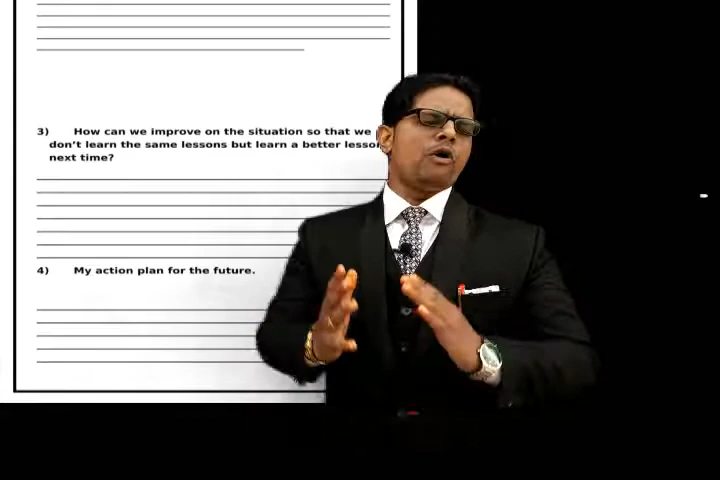 3) How can we improve on the situation so that we
don't learn the same lessons but learn a better lesso
next time?
4) My action plan for the future.